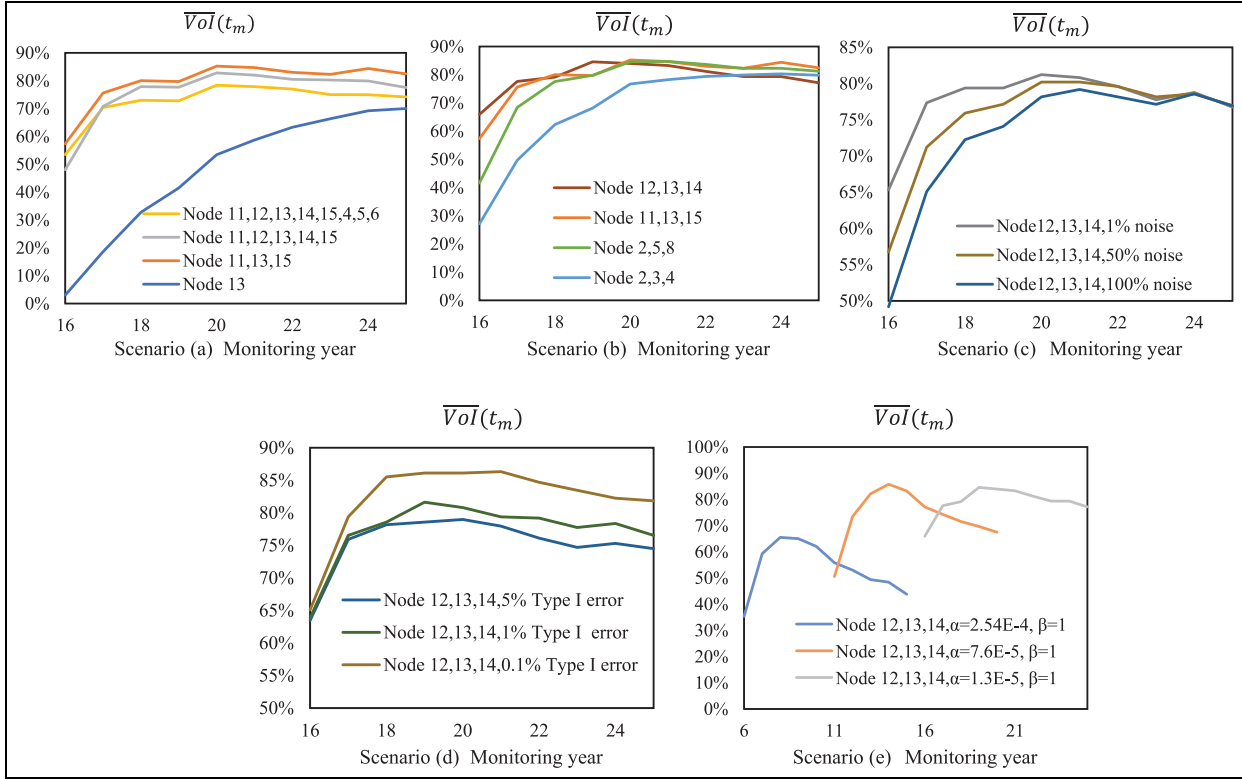 VoI(t_m)
90%
80%
70%
60%
50%
40%
30%
20%
10%
0%
Node 11,12,13,14,15,4,5,6
Node 11,12,13,14,15
Node 11,13,15
Node 13
16 18 20 22 24
Scenario (a) Monitoring year
VoI(t_m)
90%
80%
70%
60%
50%
40%
30%
20%
10%
0%
Node 12,13,14
Node 11,13,15
Node 2,5,8
Node 2,3,4
16 18 20 22 24
Scenario (b) Monitoring year
VoI(t_m)
85%
80%
75%
70%
65%
60%
55%
50%
Node12,13,14,1% noise
Node12,13,14,50% noise
Node12,13,14,100% noise
16 18 20 22 24
Scenario (c) Monitoring year
VoI(t_m)
90%
85%
80%
75%
70%
65%
60%
55%
50%
Node 12,13,14,5% Type I error
Node 12,13,14,1% Type I error
Node 12,13,14,0.1% Type I error
16 18 20 22 24
Scenario (d) Monitoring year
VoI(t_m)
100%
90%
80%
70%
60%
50%
40%
30%
20%
10%
0%
Node 12,13,14,α=2.54E-4, β=1
Node 12,13,14,α=7.6E-5, β=1
Node 12,13,14,α=1.3E-5, β=1
6 11 16 21
Scenario (e) Monitoring year